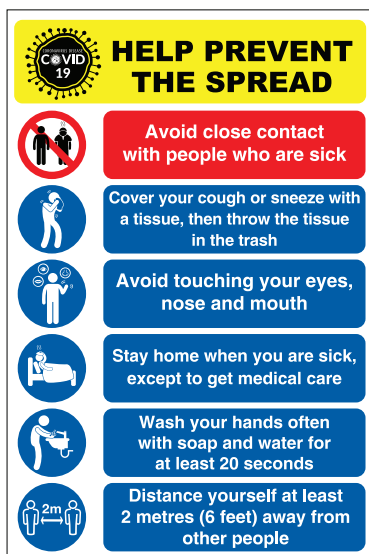 CORONAVIRUS DISEASE
COVID
19
HELP PREVENT
THE SPREAD
Avoid close contact
with people who are sick
Cover your cough or sneeze with
a tissue, then throw the tissue
in the trash
Avoid touching your eyes,
nose and mouth
Stay home when you are sick,
except to get medical care
Wash your hands often
with soap and water for
at least 20 seconds
2m
Distance yourself at least
2 metres (6 feet) away from
other people